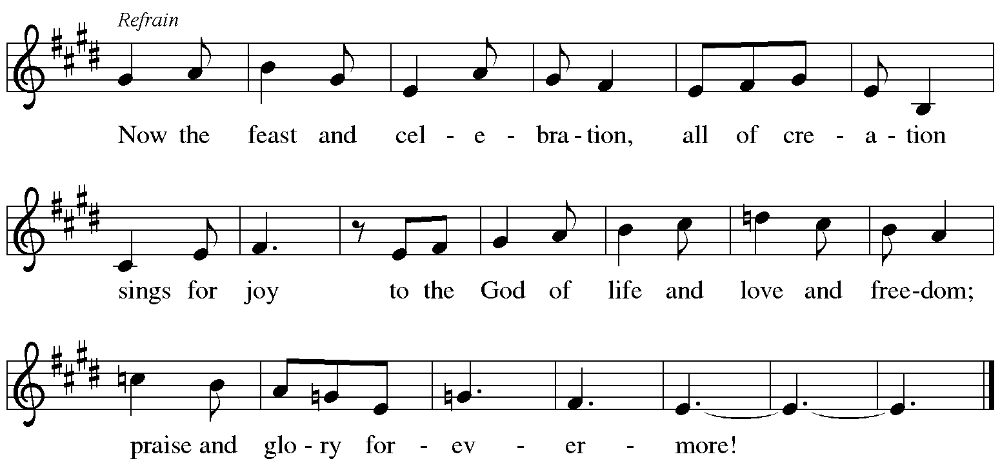 Refrain
Now the feast and cel - e - bra - tion, all of cre - a - tion
sings for joy to the God of life and love and free-dom;
praise and glo - ry for - ev - er - more!